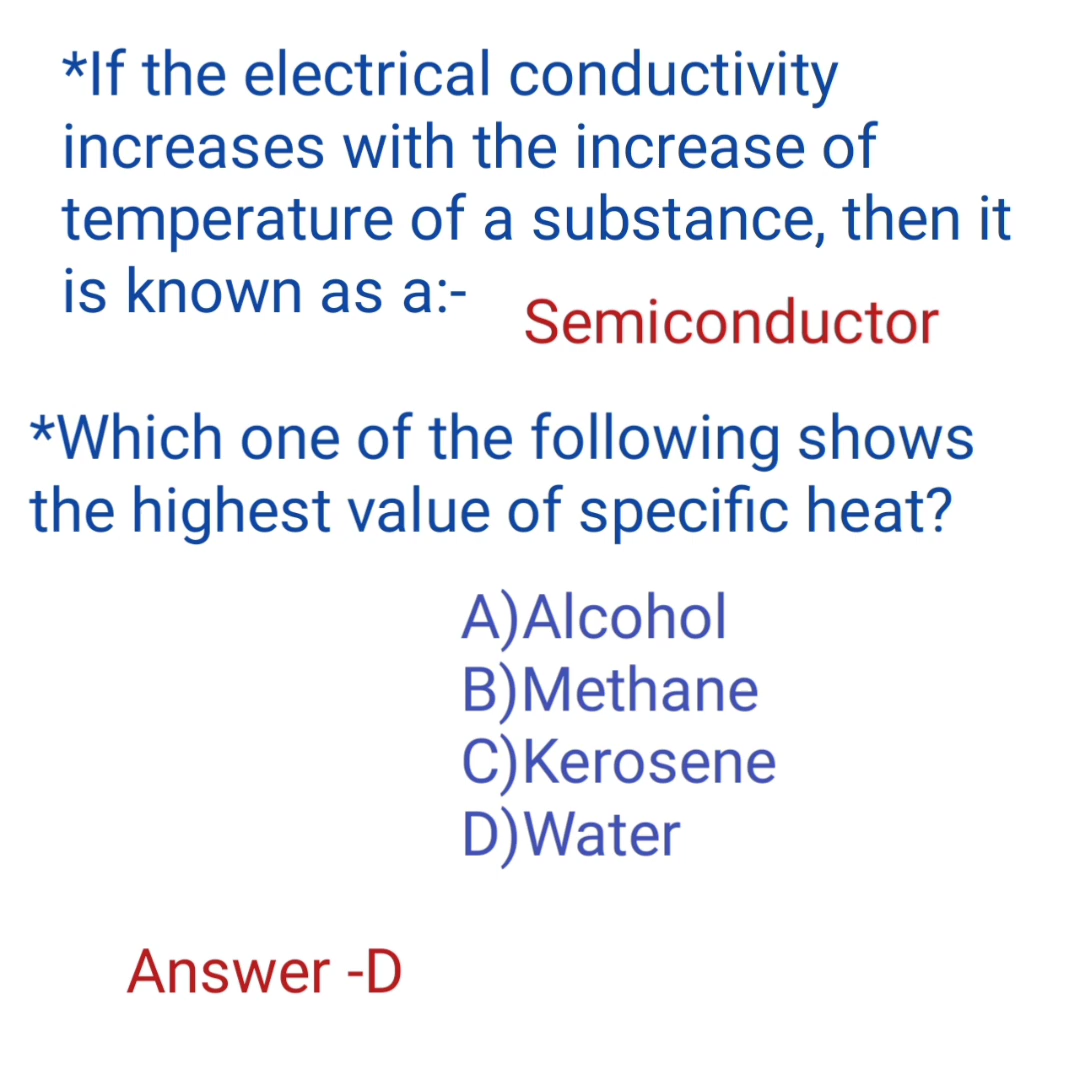 *If the electrical conductivity
increases with the increase of
temperature of a substance, then it
is known as a:-
Semiconductor
*Which one of the following shows
the highest value of specific heat?
A)Alcohol
B)Methane
C)Kerosene
D)Water
Answer -D